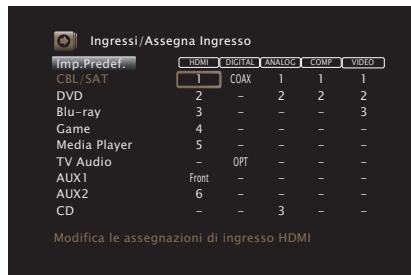 Ingressi/Assegna Ingresso
Imp.Predef. HDMI DIGITAL ANALOG COMP VIDEO
CBL/SAT 1 COAX 1 1 1
DVD 2 – 2 2 2
Blu-ray 3 – – – 3
Game 4 – – – –
Media Player 5 – – – –
TV Audio – OPT – – –
AUX1 Front – – – –
AUX2 6 – – – –
CD – – 3 – –
Modifica le assegnazioni di ingresso HDMI